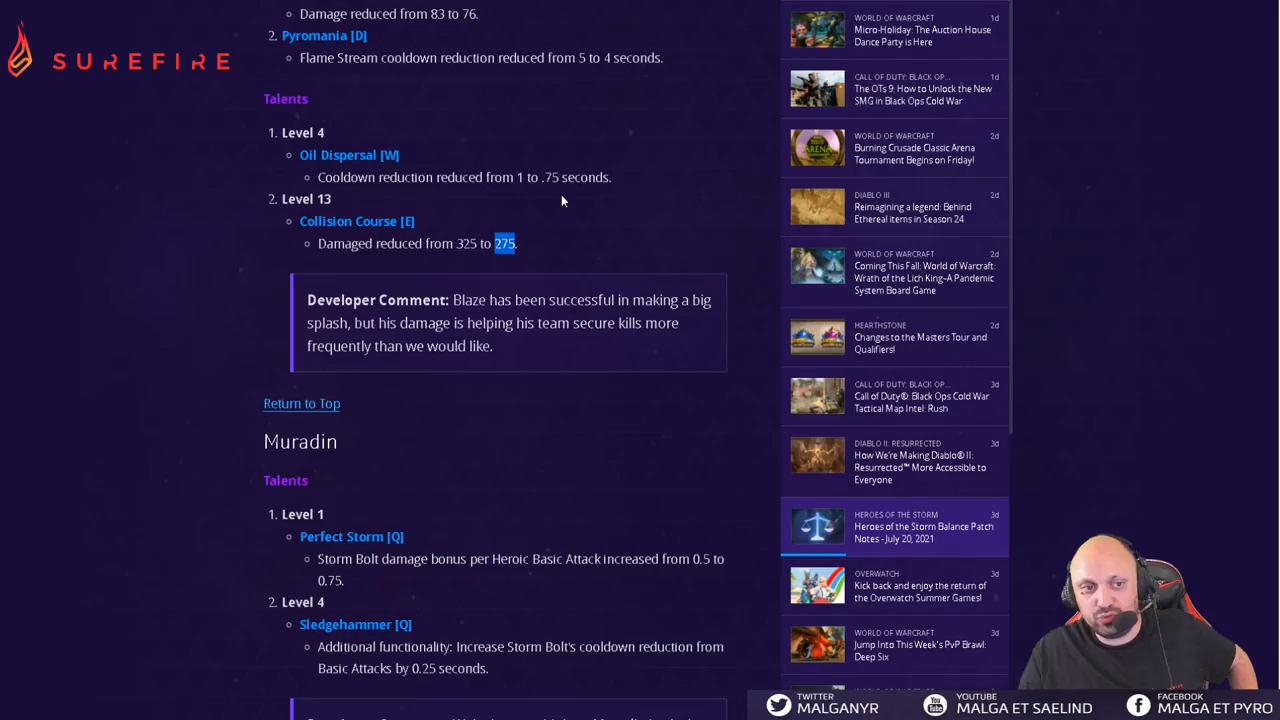 SUREFIRE
Damage reduced from 83 to 76.
2. Pyromania [D]
Flame Stream cooldown reduction reduced from 5 to 4 seconds.
Talents
1. Level 4
Oil Dispersal [W]
Cooldown reduction reduced from 1 to .75 seconds.
2. Level 13
Collision Course [E]
Damaged reduced from 325 to 275.
Developer Comment: Blaze has been successful in making a big
splash, but his damage is helping his team secure kills more
frequently than we would like.
Return to Top
Muradin
Talents
1. Level 1
Perfect Storm [Q]
Storm Bolt damage bonus per Heroic Basic Attack increased from 0.5 to
0.75.
2. Level 4
Sledgehammer [Q]
Additional functionality: Increase Storm Bolt's cooldown reduction from
Basic Attacks by 0.25 seconds.
WORLD OF WARCRAFT 1d
Micro-Holiday: The Auction House
Dance Party is Here
CALL OF DUTY: BLACK OP... 1d
The OTs 9: How to Unlock the New
SMG in Black Ops Cold War
WORLD OF WARCRAFT 2d
Burning Crusade Classic Arena
Tournament Begins on Friday!
DIABLO III 2d
Reimagining a legend: Behind
Ethereal items in Season 24
WORLD OF WARCRAFT 2d
Coming This Fall: World of Warcraft:
Wrath of the Lich King–A Pandemic
System Board Game
HEARTHSTONE 2d
Changes to the Masters Tour and
Qualifiers!
CALL OF DUTY: BLACK OP... 3d
Call of Duty®: Black Ops Cold War
Tactical Map Intel: Rush
DIABLO II: RESURRECTED 3d
How We're Making Diablo® II:
Resurrected™ More Accessible to
Everyone
HEROES OF THE STORM 3d
Heroes of the Storm Balance Patch
Notes - July 20, 2021
OVERWATCH 3d
Kick back and enjoy the return of
the Overwatch Summer Games!
WORLD OF WARCRAFT 3d
Jump Into This Week's PvP Brawl:
Deep Six
TWITTER
MALGANYR
YOUTUBE
MALGA ET SAELIND
FACEBOOK
MALGA ET PYRO